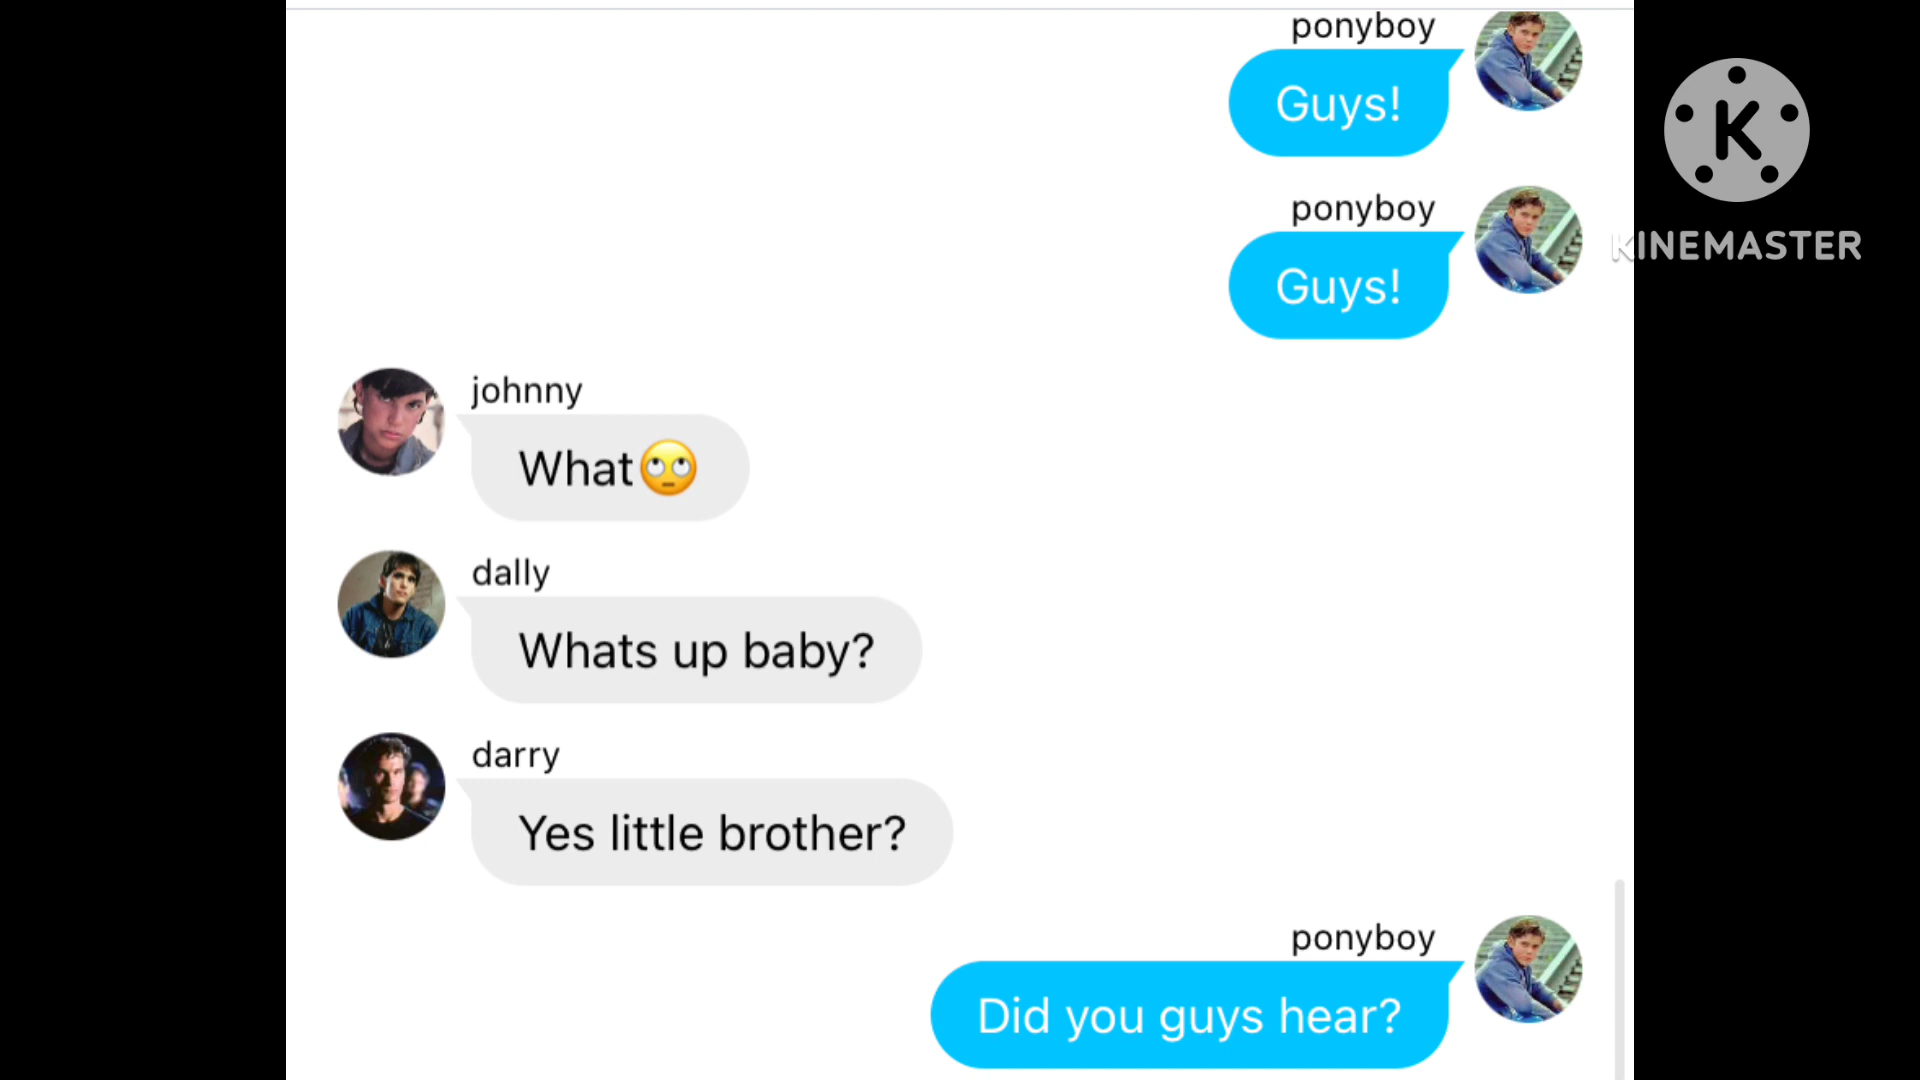 ponyboy
Guys!
ponyboy
Guys!
K
KINEMASTER
johnny
What🙄
dally
Whats up baby?
darry
Yes little brother?
ponyboy
Did you guys hear?